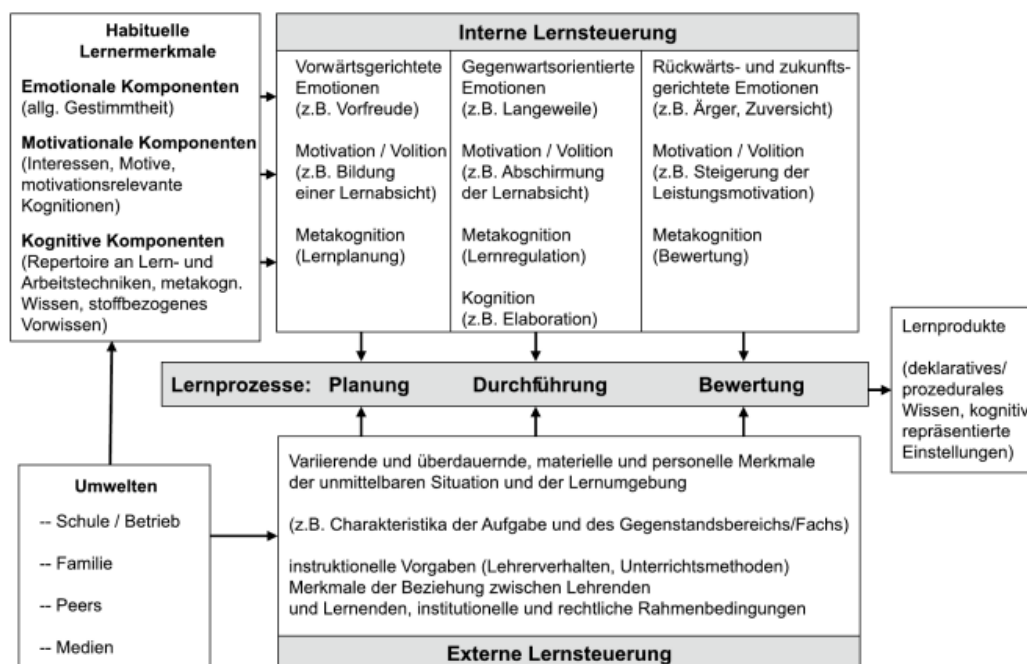 Habituelle
Lernermerkmale
Emotionale Komponenten
(allg. Gestimmtheit)
Motivationale Komponenten
(Interessen, Motive,
motivationsrelevante
Kognitionen)
Kognitive Komponenten
(Repertoire an Lern- und
Arbeitstechniken, metakogn.
Wissen, stoffbezogenes
Vorwissen)
Interne Lernsteuerung
Vorwärtsgerichtete
Emotionen
(z.B. Vorfreude)
Motivation / Volition
(z.B. Bildung
einer Lernabsicht)
Metakognition
(Lernplanung)
Gegenwartsorientierte
Emotionen
(z.B. Langeweile)
Motivation / Volition
(z.B. Abschirmung
der Lernabsicht)
Metakognition
(Lernregulation)
Kognition
(z.B. Elaboration)
Rückwärts- und zukunfts-
gerichtete Emotionen
(z.B. Ärger, Zuversicht)
Motivation / Volition
(z.B. Steigerung der
Leistungsmotivation)
Metakognition
(Bewertung)
Lernprozesse: Planung Durchführung Bewertung
Lernprodukte
(deklaratives/
prozedurales
Wissen, kognitiv
repräsentierte
Einstellungen)
Umwelten
-- Schule / Betrieb
-- Familie
-- Peers
-- Medien
Variierende und überdauernde, materielle und personelle Merkmale
der unmittelbaren Situation und der Lernumgebung
(z.B. Charakteristika der Aufgabe und des Gegenstandsbereichs/Fachs)
instruktionelle Vorgaben (Lehrerverhalten, Unterrichtsmethoden)
Merkmale der Beziehung zwischen Lehrenden
und Lernenden, institutionelle und rechtliche Rahmenbedingungen
Externe Lernsteuerung